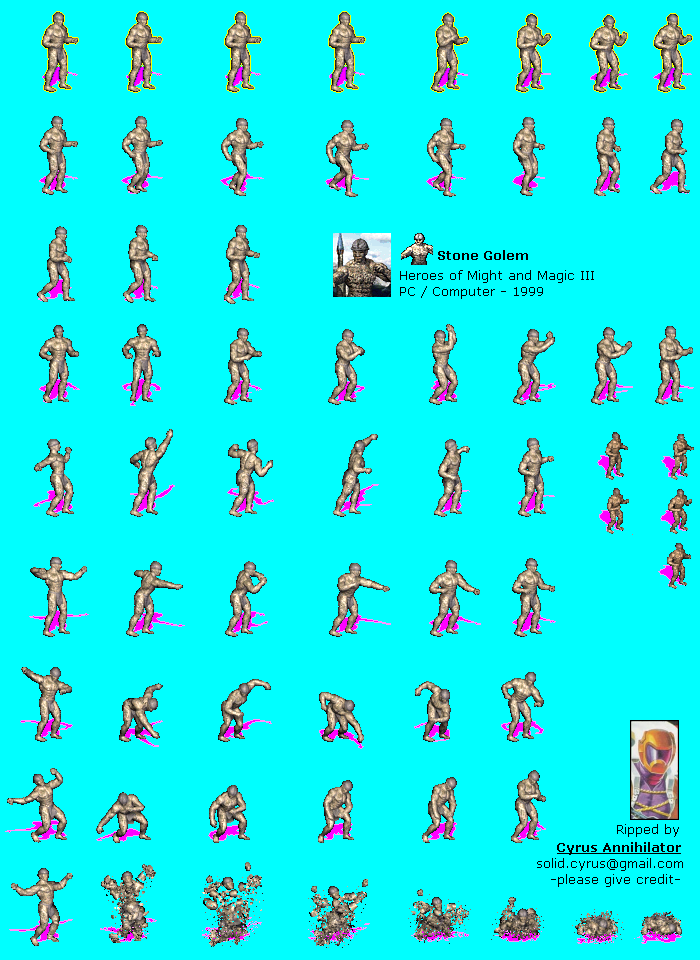 Stone Golem
Heroes of Might and Magic III
PC / Computer - 1999
Ripped by
Cyrus Annihilator
solid.cyrus@gmail.com
-please give credit-